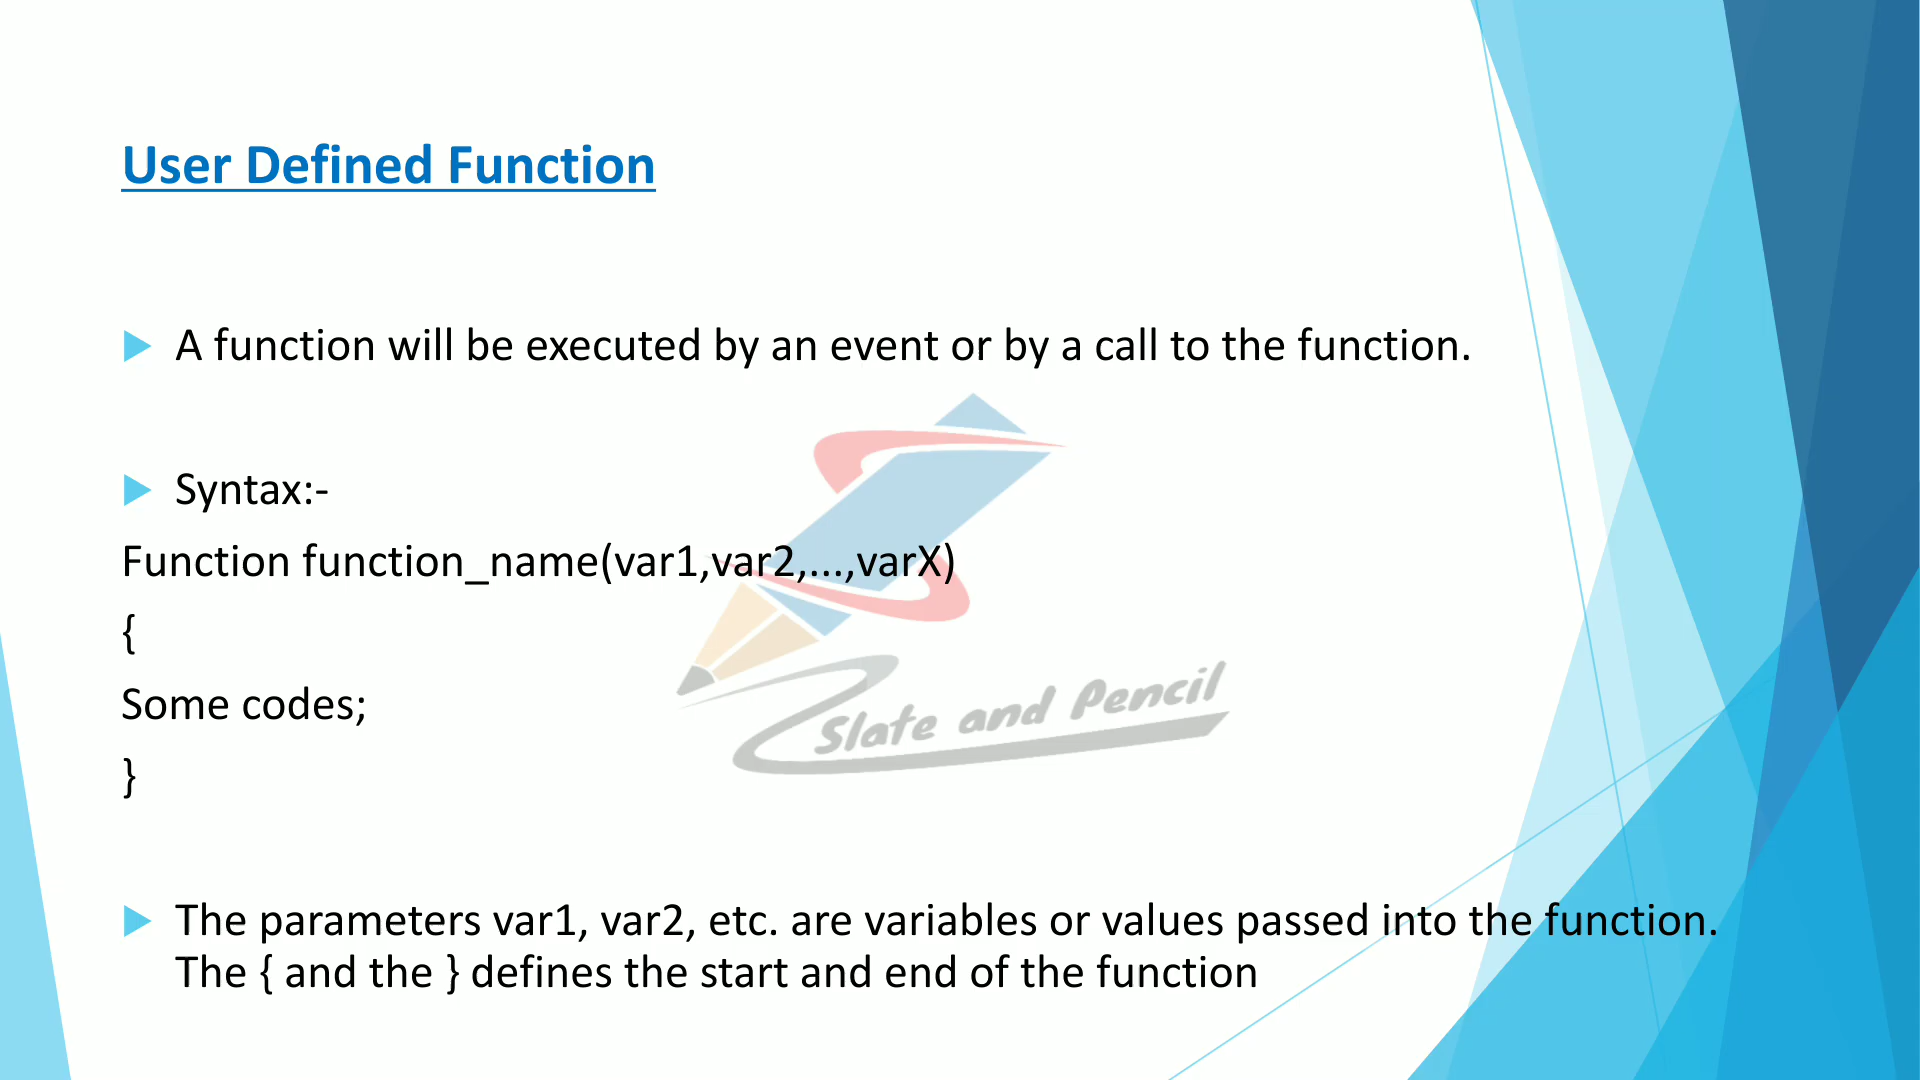 User Defined Function
A function will be executed by an event or by a call to the function.
Syntax:-
Function function_name(var1,var2,...,varX)
{
Some codes;
}
Slate and Pencil
The parameters var1, var2, etc. are variables or values passed into the function.
The { and the } defines the start and end of the function